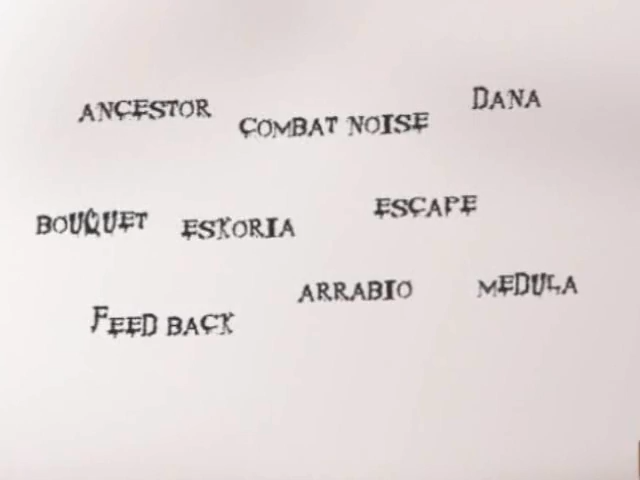 ANCESTOR
COMBAT NOISE
DANA
BOUQUET
ESKORIA
ESCAPE
ARRABIO
MEDULA
FEED BACK